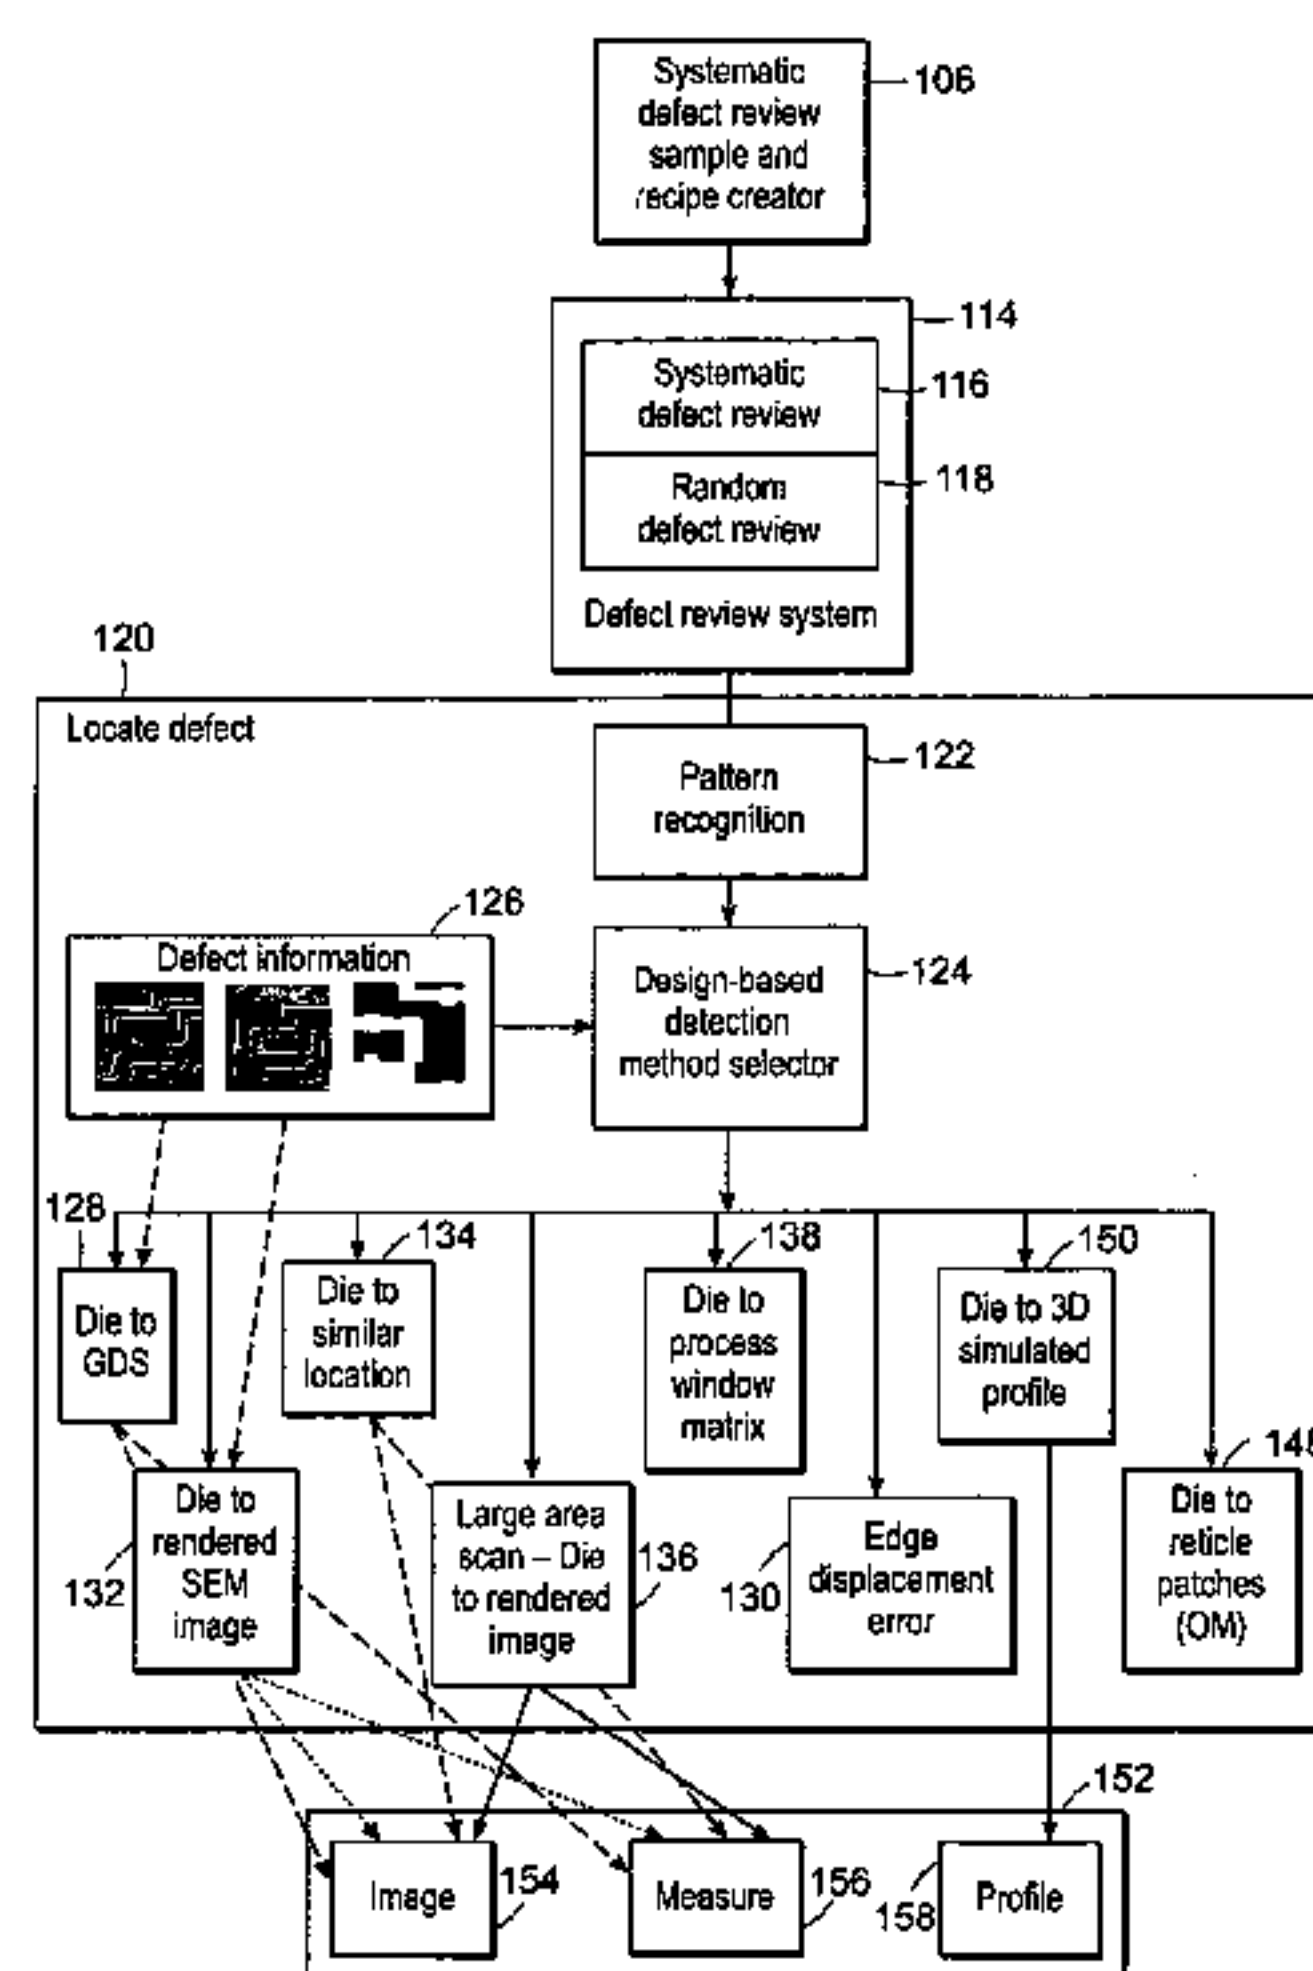 Systematic
defect review
sample and
recipe creator
106
114
Systematic
defect review
116
Random
defect review
118
Defect review system
120
Locate defect
Pattern
recognition
122
126
Defect information
Design-based
detection
method selector
124
128
Die to
GDS
134
Die to
similar
location
138
Die to
process
window
matrix
150
Die to 3D
simulated
profile
Die to
rendered
SEM
image
132
Large area
scan – Die
to rendered
image
136
Edge
displacement
error
130
Die to
reticle
patches
(OM)
152
Image
154
Measure
156
Profile
158